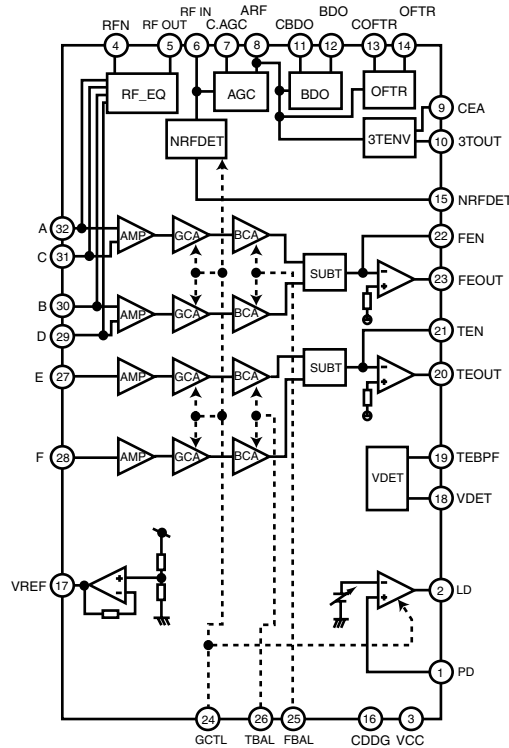 RFN RF OUT RF IN C.AGC ARF CBDO BDO COFTR OFTR
4 5 6 7 8 11 12 13 14
RF_EQ AGC BDO OFTR
9 CEA
NRFDET 3TENV 10 3TOUT
15 NRFDET
A 32 22 FEN
AMP GCA BCA
C 31
SUBT - + 23 FEOUT
B 30
AMP GCA BCA
D 29 21 TEN
E 27 AMP GCA BCA SUBT - + 20 TEOUT
F 28 AMP GCA BCA 19 TEBPF
VDET
18 VDET
VREF 17 + - - + 2 LD
1 PD
24 26 25 16 3
GCTL TBAL FBAL CDDG VCC